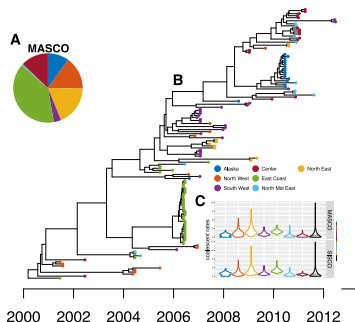 A
MASCO
B
Alaska
Center
North East
North West
East Coast
South West
North Mid East
C
coalescent rates
MASCO
SISCO
2000
2002
2004
2006
2008
2010
2012